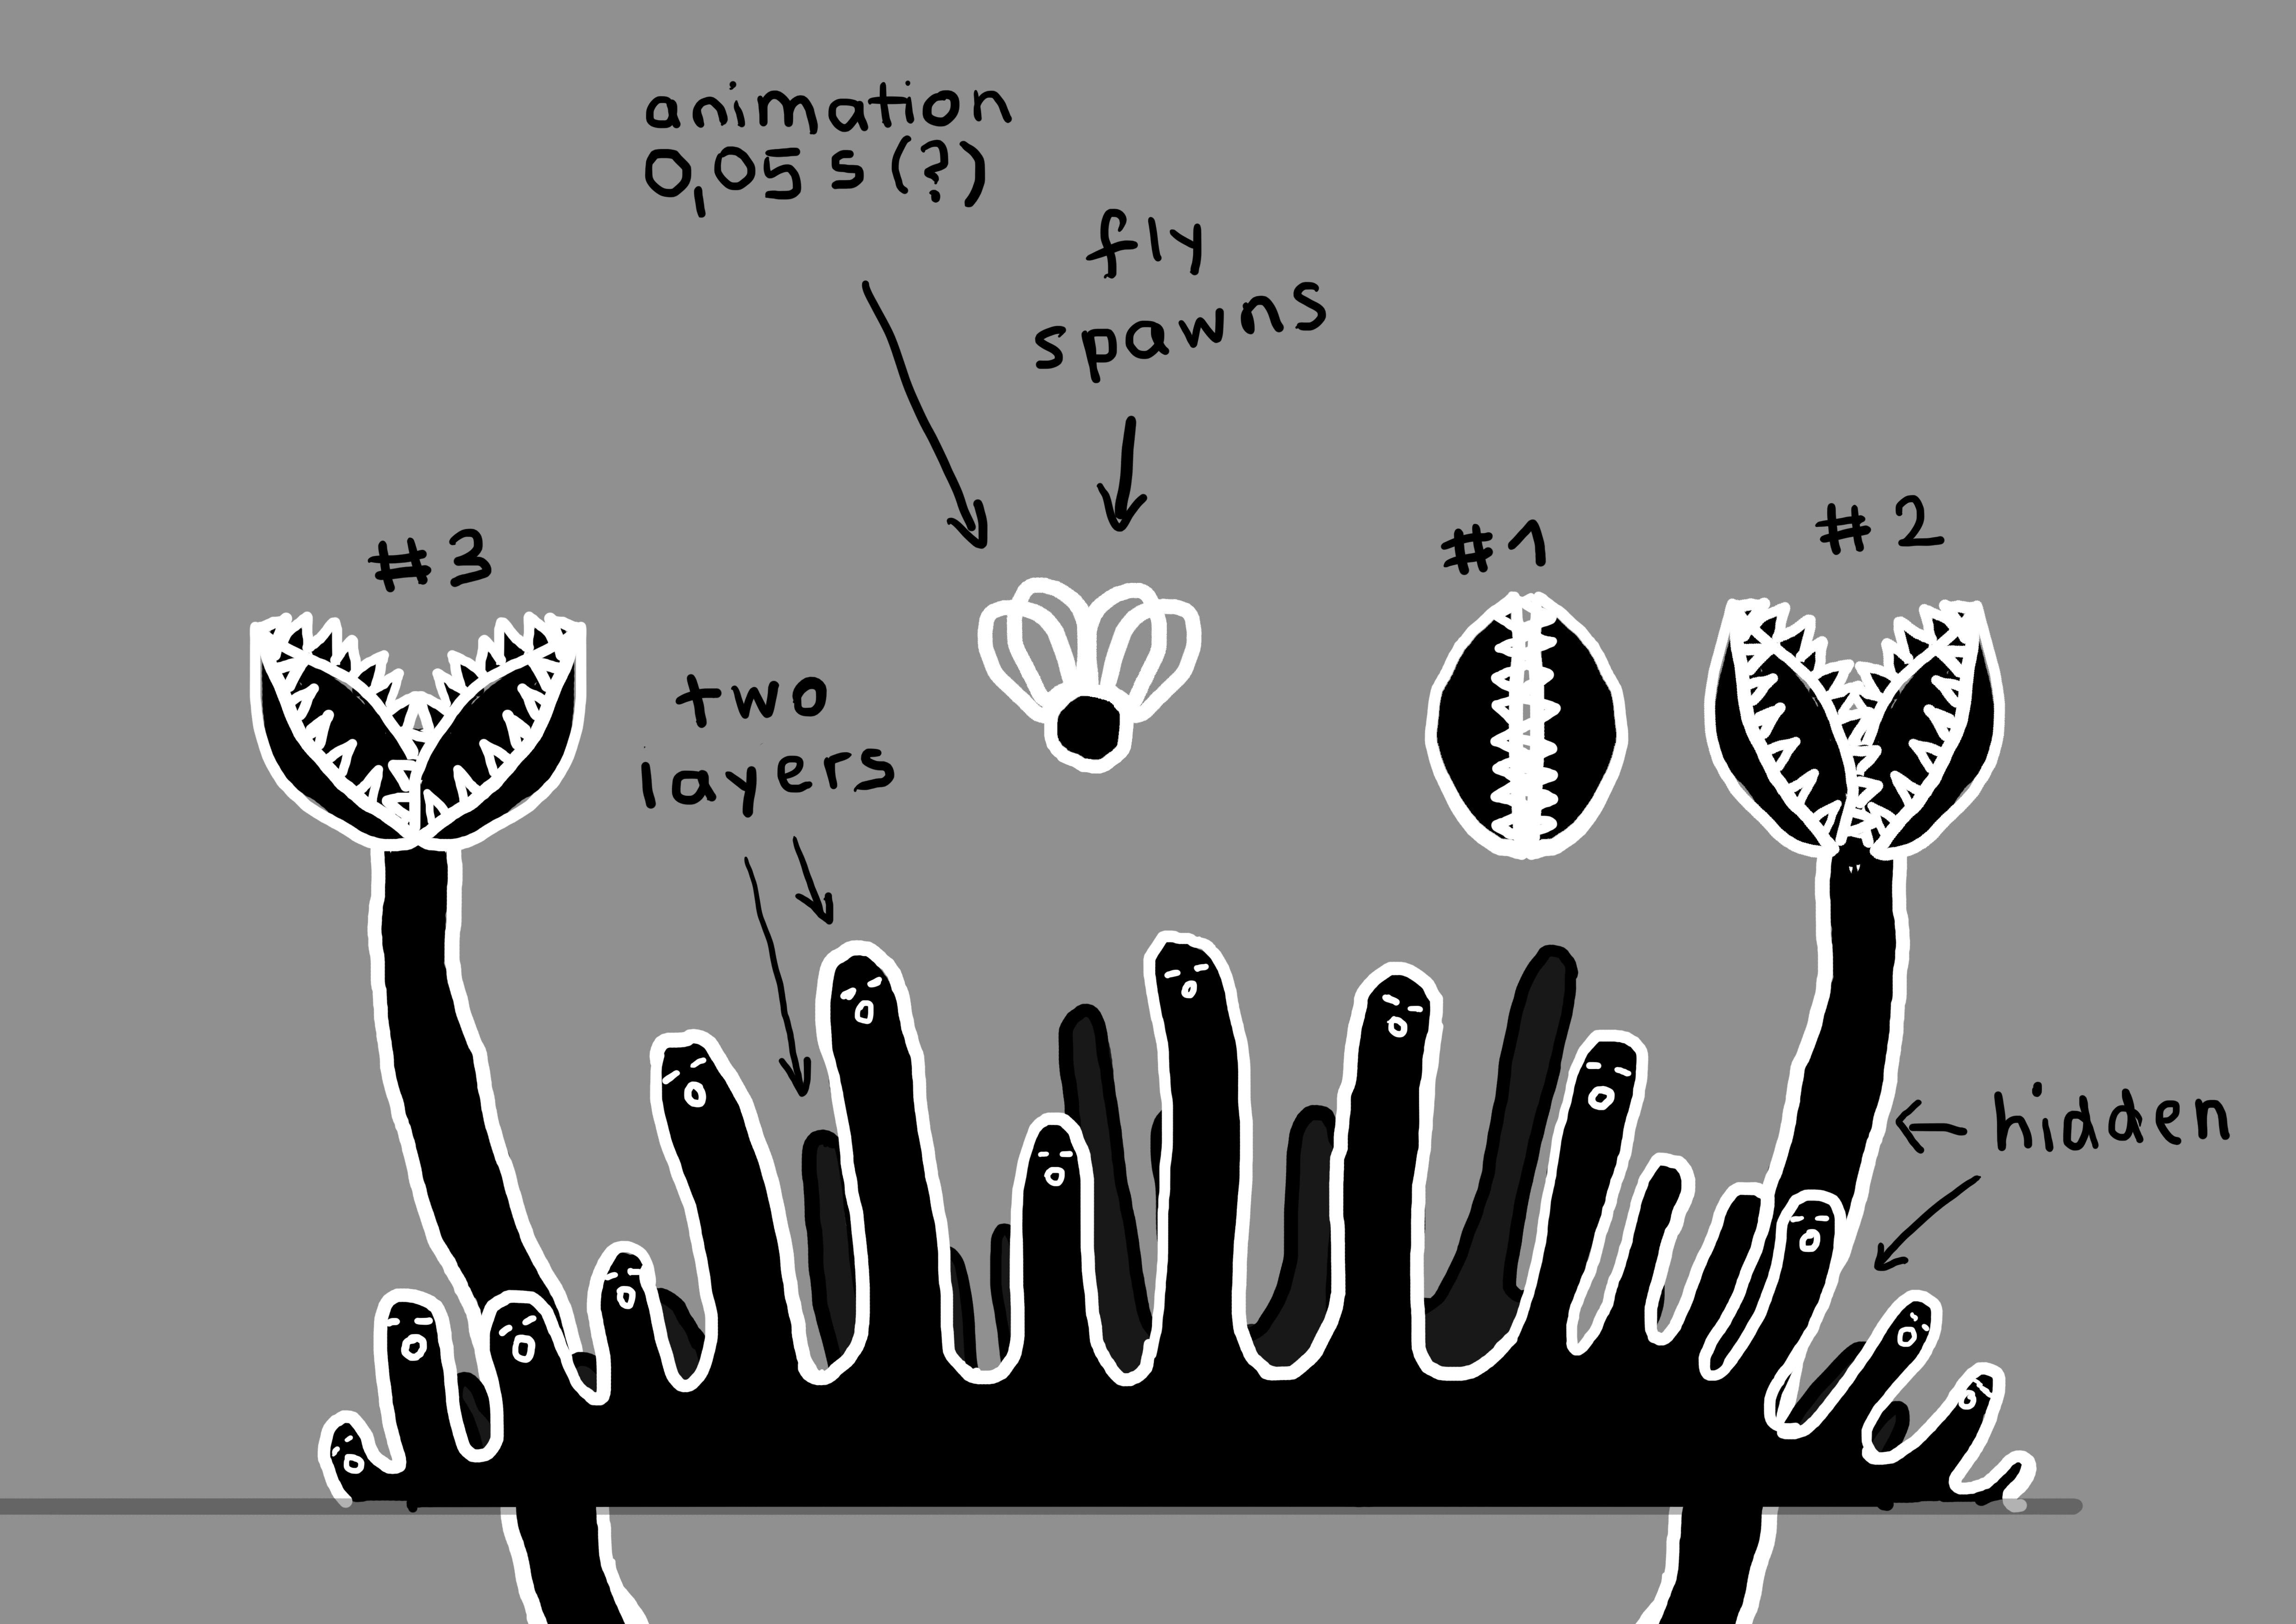 animation
0,05 s (?)
fly
spawns
#3
#1
#2
two
layers
← hidden